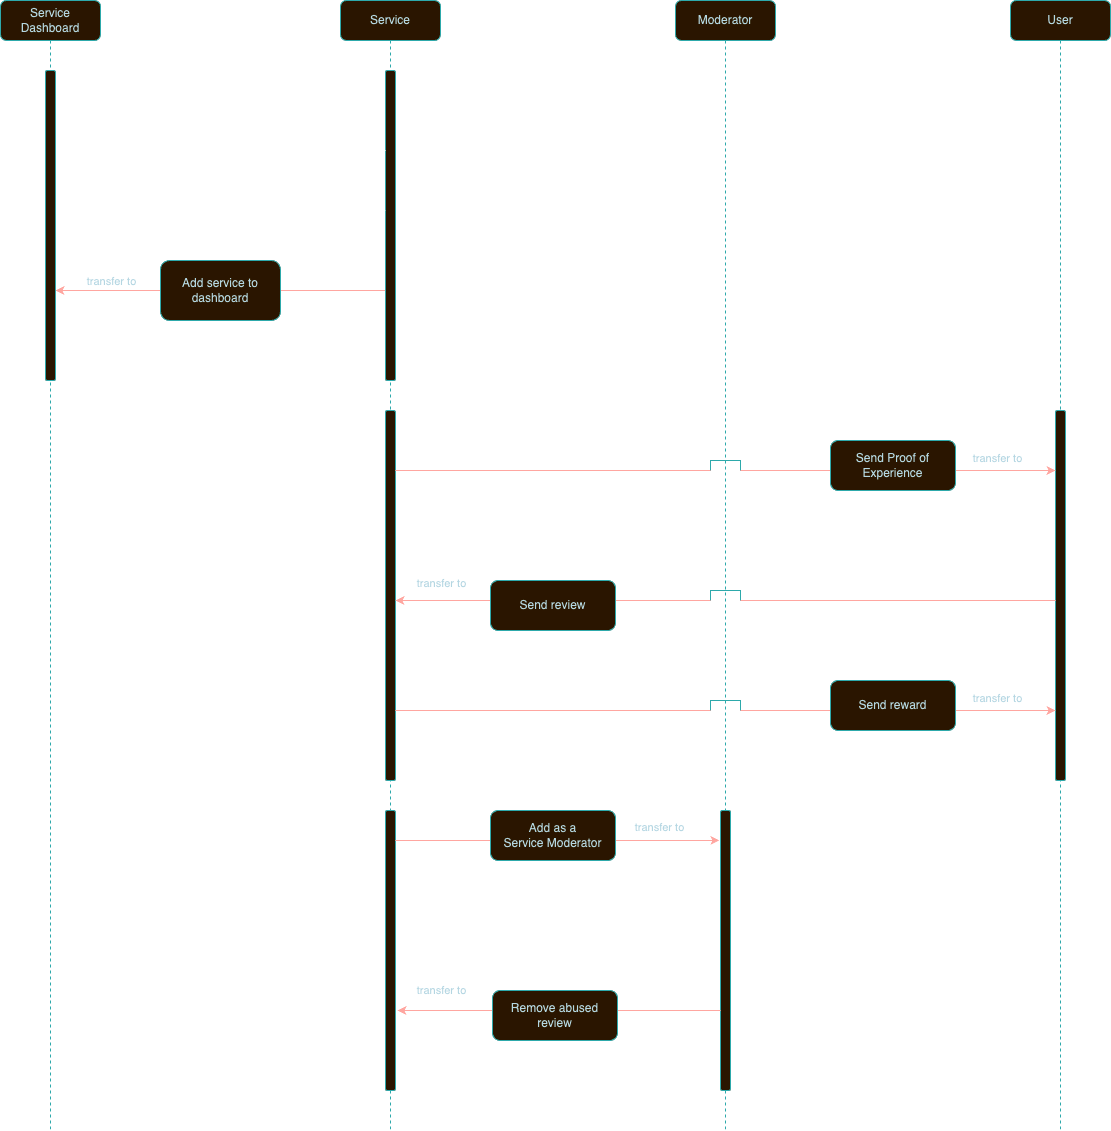 Service
Dashboard
Service
Moderator
User
transfer to
Add service to
dashboard
Send Proof of
Experience
transfer to
transfer to
Send review
Send reward
transfer to
Add as a
Service Moderator
transfer to
transfer to
Remove abused
review